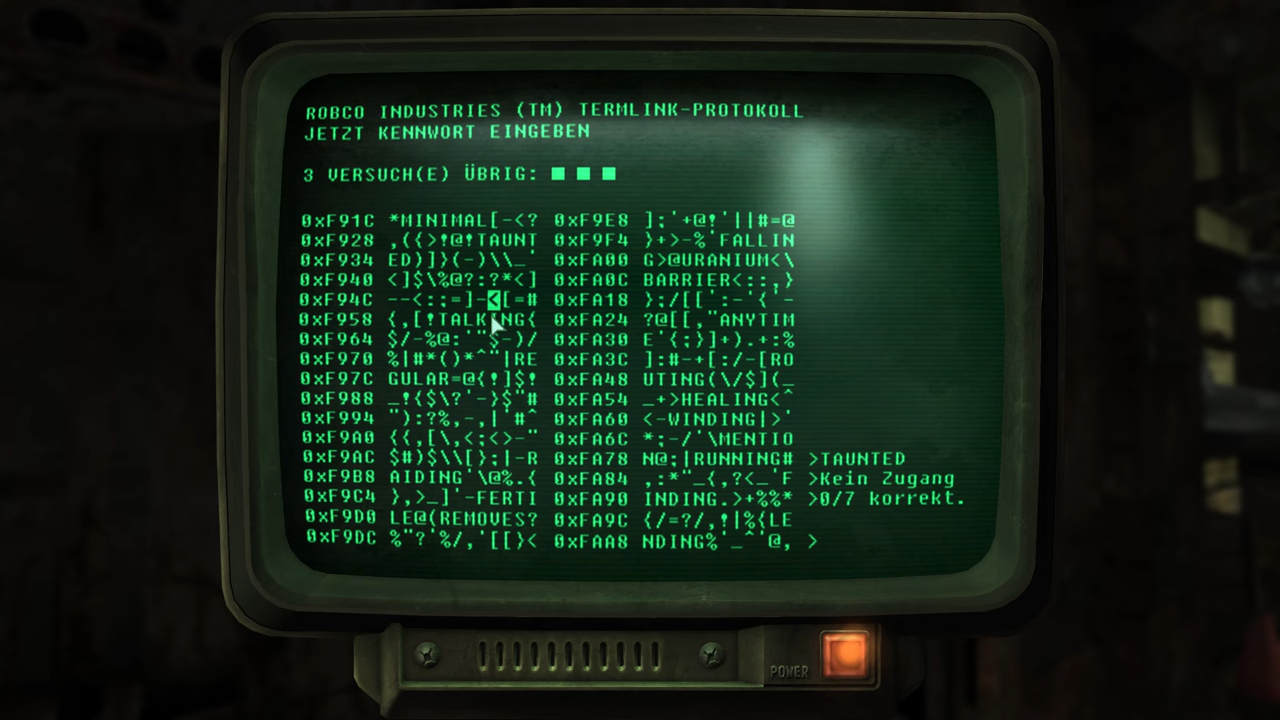 ROBCO INDUSTRIES (TM) TERMLINK-PROTOKOLL
JETZT KENNWORT EINGEBEN
3 VERSUCH(E) ÜBRIG: ■ ■ ■
0xF91C *MINIMAL[-<? 0xF9E8 ];'+@!'||#=@
0xF928 ,({>!@!TAUNT 0xF9F4 }+>-%'FALLIN
0xF934 ED)]}(-)\\_' 0xFA00 G>@URANIUM<\
0xF940 <]$\%@?:?*<] 0xFA0C BARRIER<::,}
0xF94C --<:;=]-<[=# 0xFA18 };/[[':-'{'-
0xF958 {,[!TALKING{ 0xFA24 ?@[[,"ANYTIM
0xF964 $/-%@:'"$-)/ 0xFA30 E'{;}]+).+:%
0xF970 %|#*()*^"|RE 0xFA3C ]:#-+[:/-[RO
0xF97C GULAR=@{!]$! 0xFA48 UTING(\/$](_
0xF988 _!{$\?'-}$"# 0xFA54 _+>HEALING<^
0xF994 "):?%,-,|'#^ 0xFA60 <-WINDING|>'
0xF9A0 {{,[\,<;<>-" 0xFA6C *;-/'\MENTIO
0xF9AC $#)$\\[};|-R 0xFA78 N@;|RUNNING# >TAUNTED
0xF9B8 AIDING'\@%.{ 0xFA84 ,:*"_{,?<_'F >Kein Zugang
0xF9C4 },>_]'-FERTI 0xFA90 INDING.>+%%* >0/7 korrekt.
0xF9D0 LE@(REMOVES? 0xFA9C {/=?/,!|%{LE
0xF9DC %"?'%/,'[[}< 0xFAA8 NDING%'_^'@, >
POWER